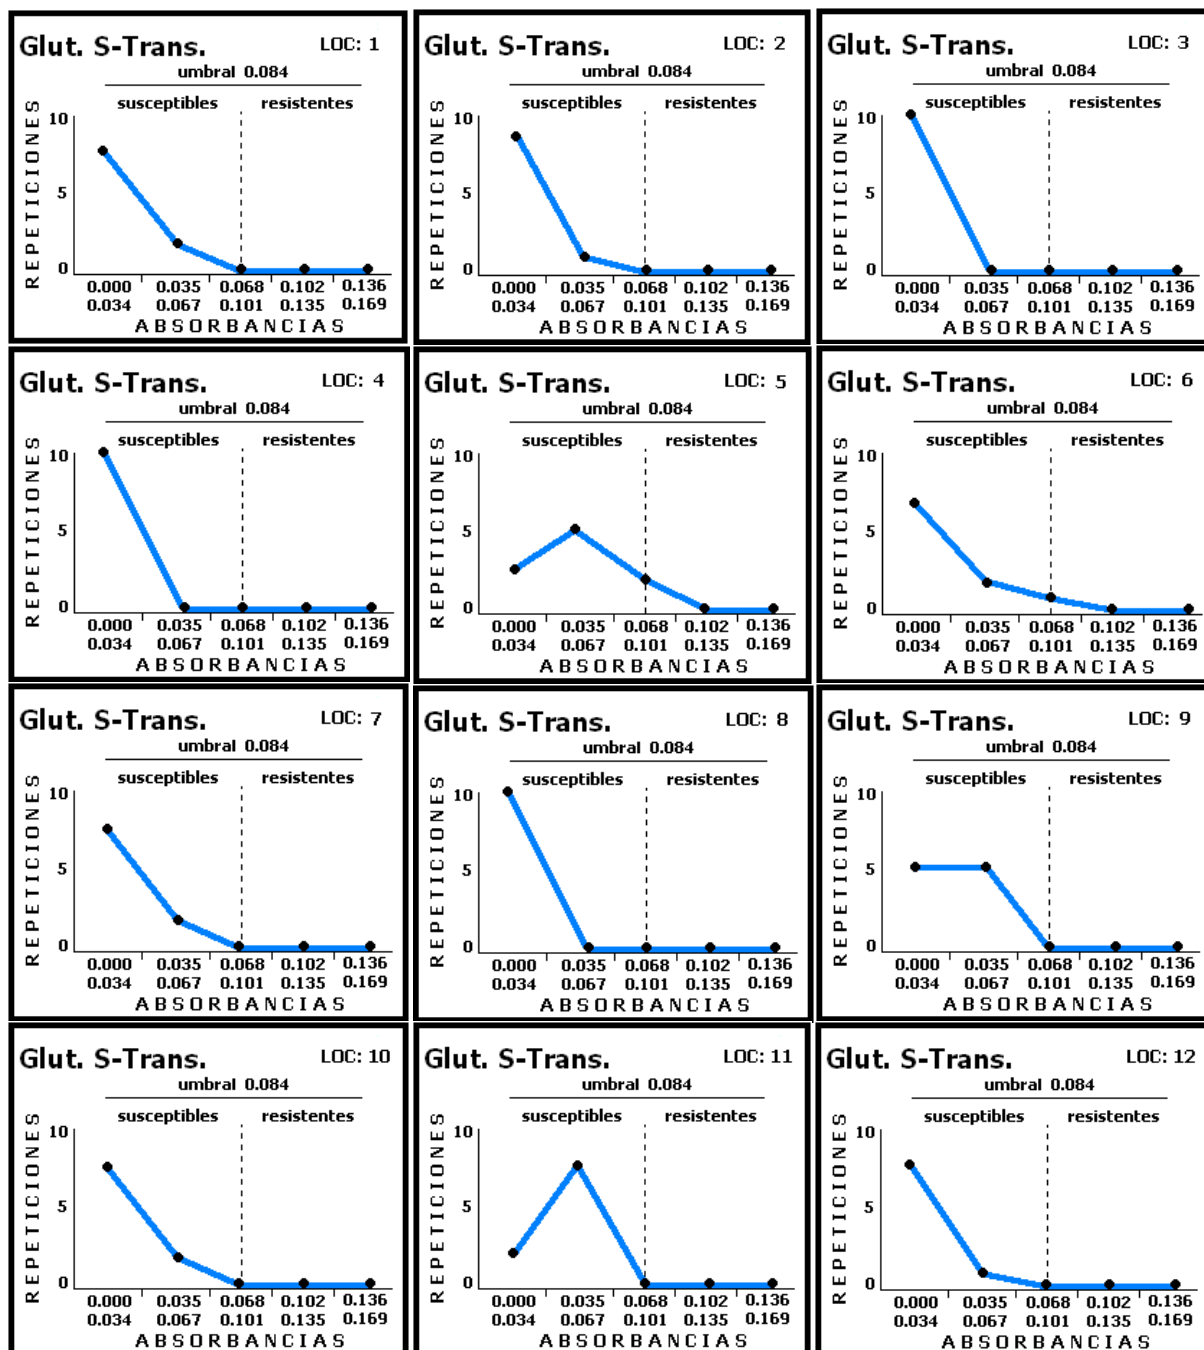 Glut. S-Trans. LOC: 1
umbral 0.084
susceptibles resistentes
REPETICIONES
10
5
0
0.000 0.035 0.068 0.102 0.136
0.034 0.067 0.101 0.135 0.169
ABSORBANCIAS
Glut. S-Trans. LOC: 2
umbral 0.084
susceptibles resistentes
REPETICIONES
10
5
0
0.000 0.035 0.068 0.102 0.136
0.034 0.067 0.101 0.135 0.169
ABSORBANCIAS
Glut. S-Trans. LOC: 3
umbral 0.084
susceptibles resistentes
REPETICIONES
10
5
0
0.000 0.035 0.068 0.102 0.136
0.034 0.067 0.101 0.135 0.169
ABSORBANCIAS
Glut. S-Trans. LOC: 4
umbral 0.084
susceptibles resistentes
REPETICIONES
10
5
0
0.000 0.035 0.068 0.102 0.136
0.034 0.067 0.101 0.135 0.169
ABSORBANCIAS
Glut. S-Trans. LOC: 5
umbral 0.084
susceptibles resistentes
REPETICIONES
10
5
0
0.000 0.035 0.068 0.102 0.136
0.034 0.067 0.101 0.135 0.169
ABSORBANCIAS
Glut. S-Trans. LOC: 6
umbral 0.084
susceptibles resistentes
REPETICIONES
10
5
0
0.000 0.035 0.068 0.102 0.136
0.034 0.067 0.101 0.135 0.169
ABSORBANCIAS
Glut. S-Trans. LOC: 7
umbral 0.084
susceptibles resistentes
REPETICIONES
10
5
0
0.000 0.035 0.068 0.102 0.136
0.034 0.067 0.101 0.135 0.169
ABSORBANCIAS
Glut. S-Trans. LOC: 8
umbral 0.084
susceptibles resistentes
REPETICIONES
10
5
0
0.000 0.035 0.068 0.102 0.136
0.034 0.067 0.101 0.135 0.169
ABSORBANCIAS
Glut. S-Trans. LOC: 9
umbral 0.084
susceptibles resistentes
REPETICIONES
10
5
0
0.000 0.035 0.068 0.102 0.136
0.034 0.067 0.101 0.135 0.169
ABSORBANCIAS
Glut. S-Trans. LOC: 10
umbral 0.084
susceptibles resistentes
REPETICIONES
10
5
0
0.000 0.035 0.068 0.102 0.136
0.034 0.067 0.101 0.135 0.169
ABSORBANCIAS
Glut. S-Trans. LOC: 11
umbral 0.084
susceptibles resistentes
REPETICIONES
10
5
0
0.000 0.035 0.068 0.102 0.136
0.034 0.067 0.101 0.135 0.169
ABSORBANCIAS
Glut. S-Trans. LOC: 12
umbral 0.084
susceptibles resistentes
REPETICIONES
10
5
0
0.000 0.035 0.068 0.102 0.136
0.034 0.067 0.101 0.135 0.169
ABSORBANCIAS